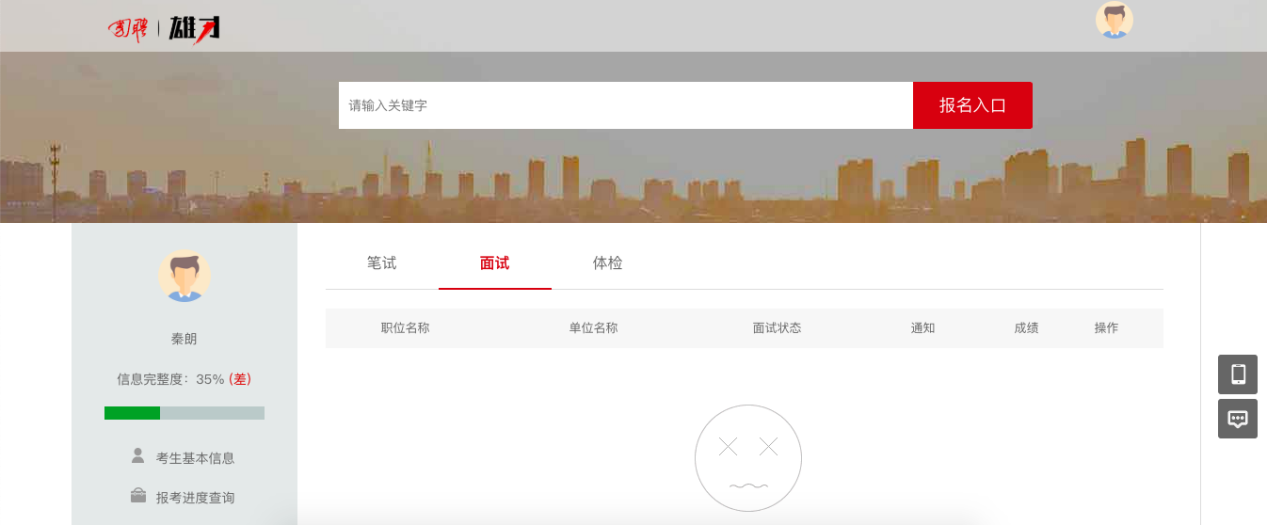 国聘 | 雄才
请输入关键字
报名入口
秦朗
信息完整度：35% (差)
考生基本信息
报考进度查询
笔试
面试
体检
职位名称 单位名称 面试状态 通知 成绩 操作